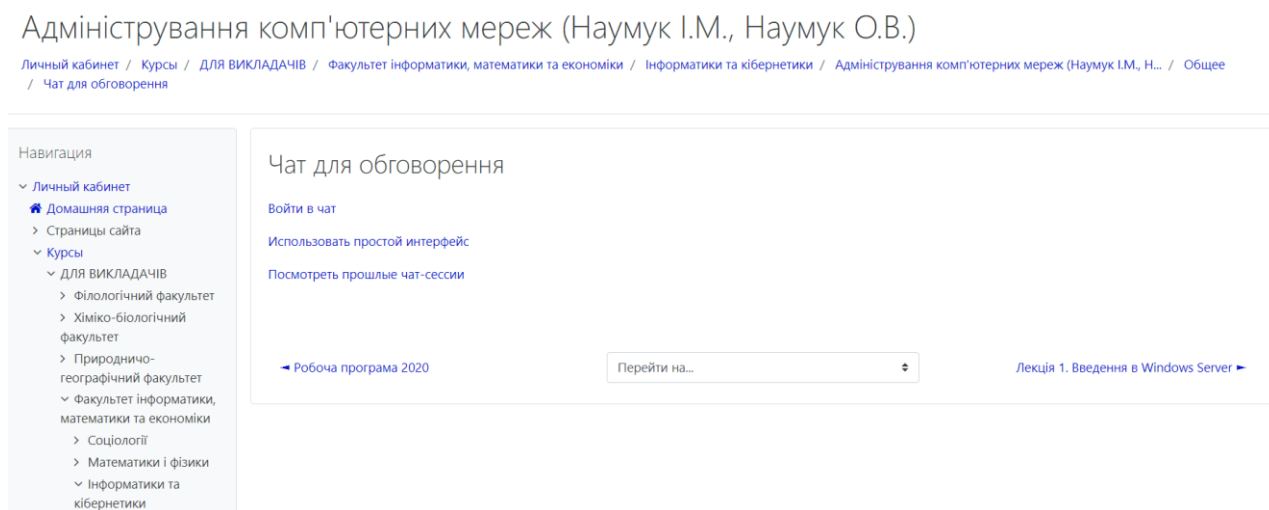 Адміністрування комп'ютерних мереж (Наумук І.М., Наумук О.В.)
Личный кабинет / Курсы / ДЛЯ ВИКЛАДАЧІВ / Факультет інформатики, математики та економіки / Інформатики та кібернетики / Адміністрування комп'ютерних мереж (Наумук І.М., Н... / Общее
/ Чат для обговорення
Навигация
Личный кабинет
Домашняя страница
Страницы сайта
Курсы
ДЛЯ ВИКЛАДАЧІВ
Філологічний факультет
Хіміко-біологічний
факультет
Природничо-
географічний факультет
Факультет інформатики,
математики та економіки
Соціології
Математики і фізики
Інформатики та
кібернетики
Чат для обговорення
Войти в чат
Использовать простой интерфейс
Посмотреть прошлые чат-сессии
◄ Робоча програма 2020
Перейти на...
Лекція 1. Введення в Windows Server ►